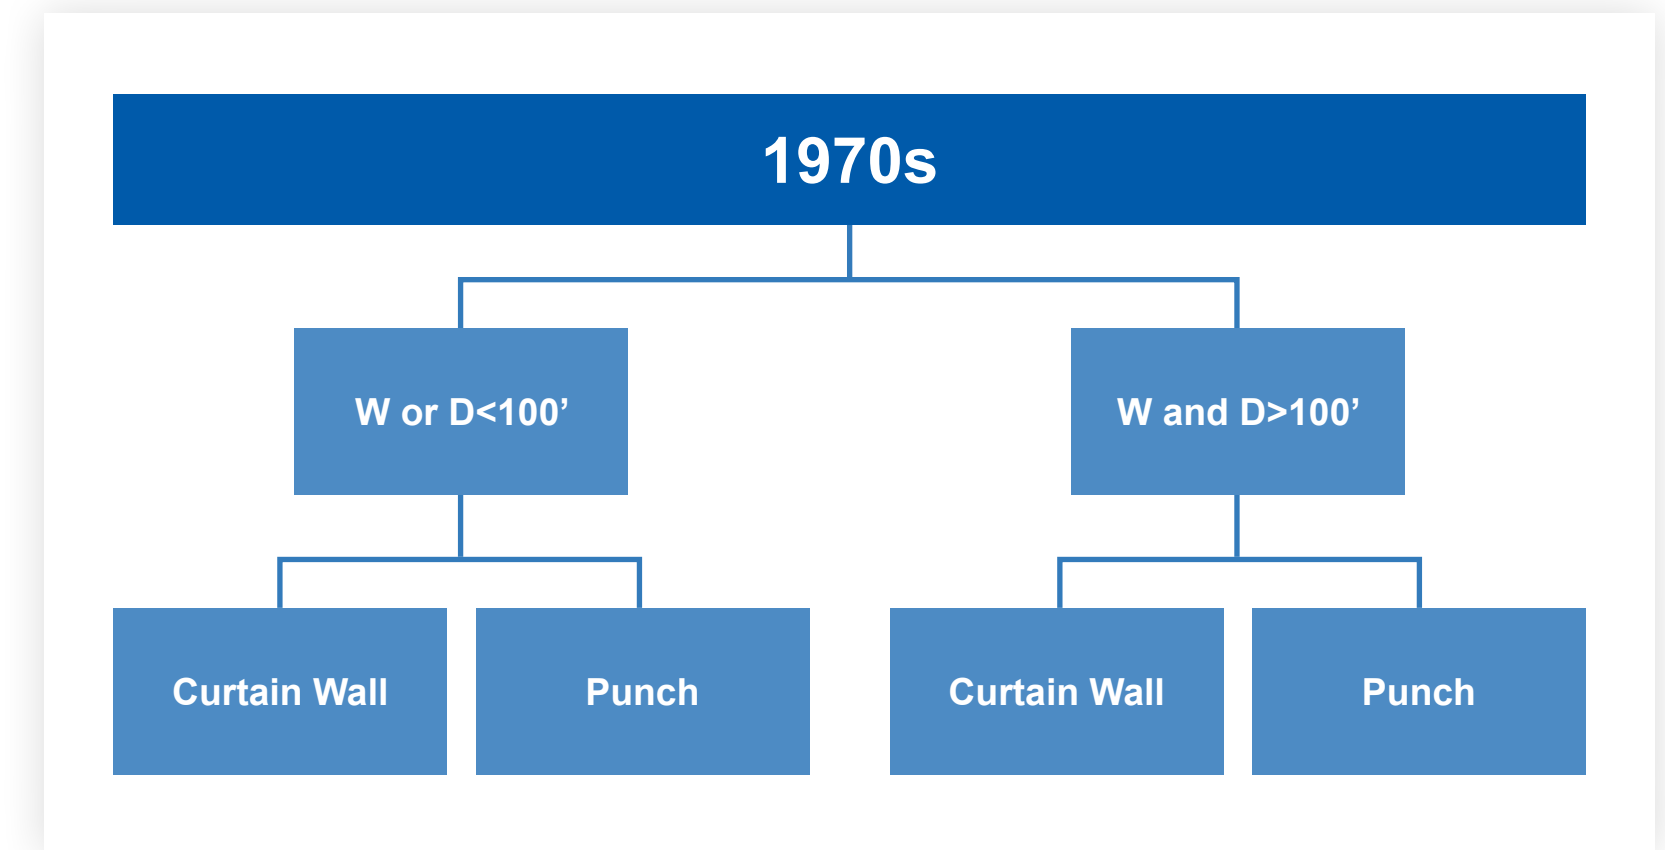 1970s
W or D<100’
W and D>100’
Curtain Wall
Punch
Curtain Wall
Punch